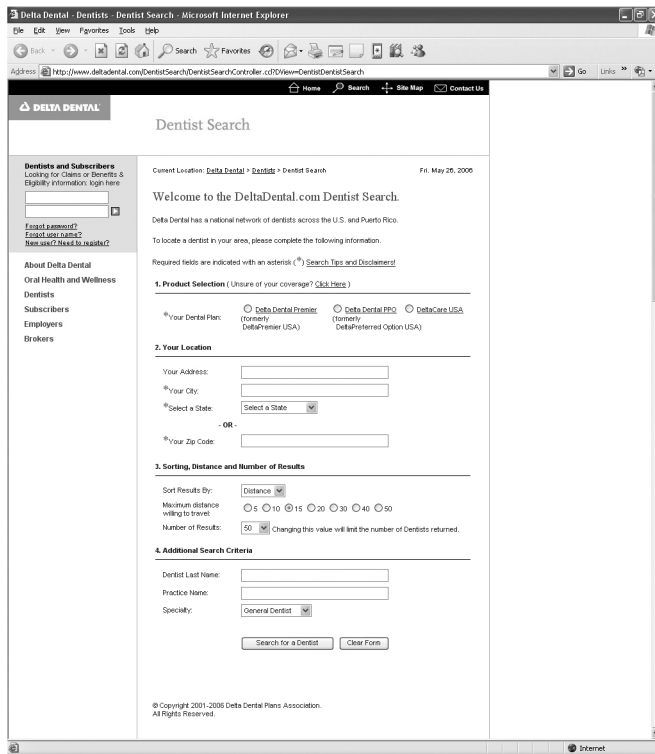 Delta Dental - Dentists - Dentist Search - Microsoft Internet Explorer
File Edit View Favorites Tools Help
Back Search Favorites
Address http://www.deltadental.com/DentistSearch/DentistSearchController.ccl?DView=DentistDentistSearch Go Links »
Home Search Site Map Contact Us
DELTA DENTAL
Dentist Search
Dentists and Subscribers
Looking for Claims or Benefits &
Eligibility information: login here
Forgot password?
Forgot user name?
New user? Need to register?
About Delta Dental
Oral Health and Wellness
Dentists
Subscribers
Employers
Brokers
Current Location: Delta Dental > Dentists > Dentist Search Fri, May 26, 2006
Welcome to the DeltaDental.com Dentist Search.
Delta Dental has a national network of dentists across the U.S. and Puerto Rico.
To locate a dentist in your area, please complete the following information.
Required fields are indicated with an asterisk (*) Search Tips and Disclaimers!
1. Product Selection ( Unsure of your coverage? Click Here )
*Your Dental Plan: Delta Dental Premier Delta Dental PPO DeltaCare USA
(formerly (formerly
DeltaPremier USA) DeltaPreferred Option USA)
2. Your Location
Your Address:
*Your City:
*Select a State: Select a State
- OR -
*Your Zip Code:
3. Sorting, Distance and Number of Results
Sort Results By: Distance
Maximum distance
willing to travel: 5 10 15 20 30 40 50
Number of Results: 50 Changing this value will limit the number of Dentists returned.
4. Additional Search Criteria
Dentist Last Name:
Practice Name:
Specialty: General Dentist
Search for a Dentist Clear Form
© Copyright 2001-2006 Delta Dental Plans Association.
All Rights Reserved.
Internet